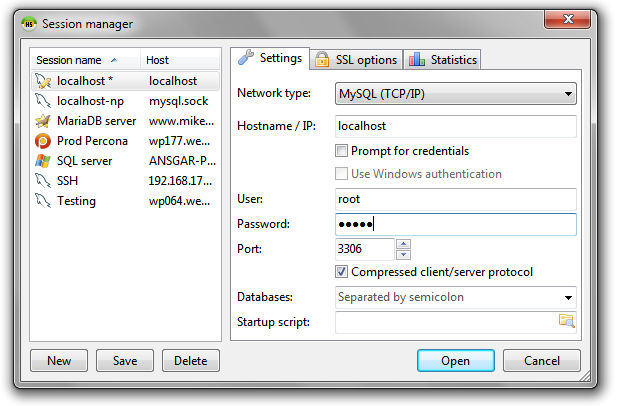 HS Session manager
Session name Host
localhost * localhost
localhost-np mysql.sock
MariaDB server www.mike...
Prod Percona wp177.we...
SQL server ANSGAR-P...
SSH 192.168.17...
Testing wp064.we...
Settings SSL options Statistics
Network type: MySQL (TCP/IP)
Hostname / IP: localhost
Prompt for credentials
Use Windows authentication
User: root
Password: ●●●●●
Port: 3306
Compressed client/server protocol
Databases: Separated by semicolon
Startup script:
New Save Delete Open Cancel